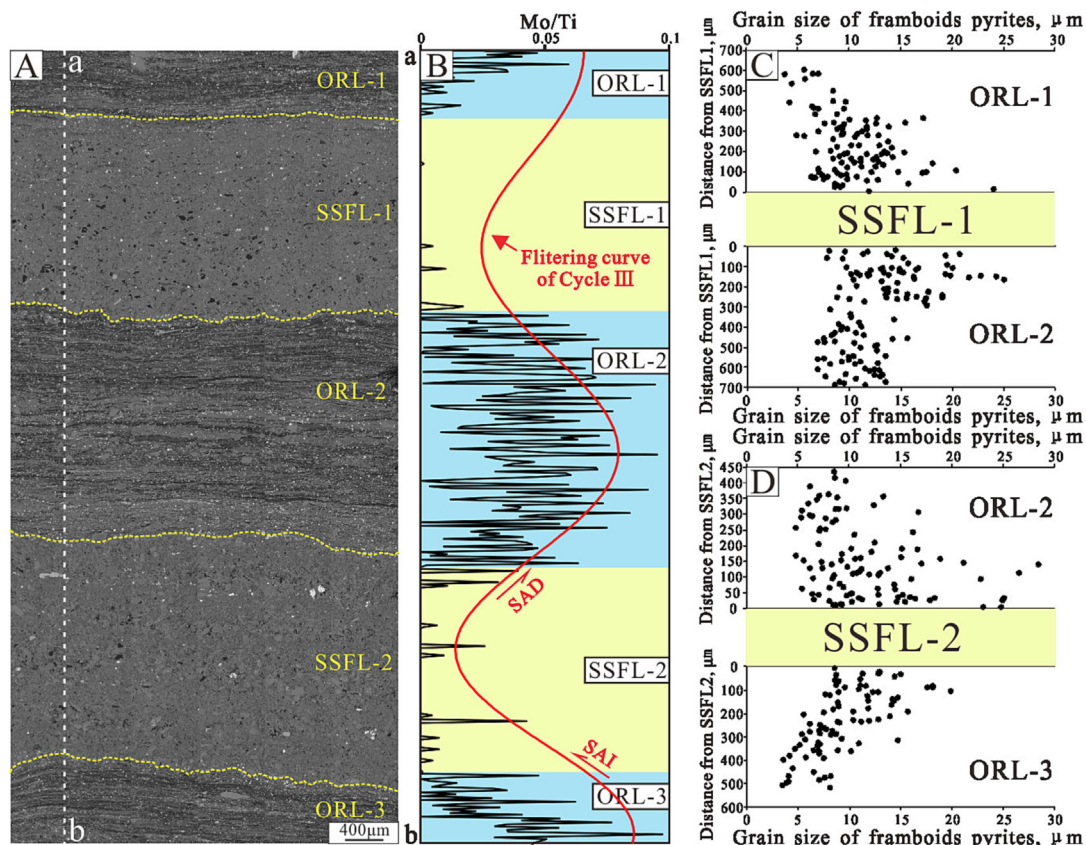 A
a
ORL-1
SSFL-1
ORL-2
SSFL-2
ORL-3
b
400μm
Mo/Ti
0
0.05
0.1
a
B
ORL-1
SSFL-1
Flitering curve
of Cycle III
ORL-2
SAD
SSFL-2
SAI
ORL-3
b
Grain size of framboids pyrites, μm
0 5 10 15 20 25 30
C
Distance from SSFL1, μm
700
600
500
400
300
200
100
0
ORL-1
SSFL-1
Distance from SSFL1, μm
0
100
200
300
400
500
600
700
ORL-2
0 5 10 15 20 25 30
Grain size of framboids pyrites, μm
Grain size of framboids pyrites, μm
0 5 10 15 20 25 30
D
Distance from SSFL2, μm
450
400
350
300
250
200
150
100
50
0
ORL-2
SSFL-2
Distance from SSFL2, μm
0
100
200
300
400
500
600
ORL-3
0 5 10 15 20 25 30
Grain size of framboids pyrites, μm